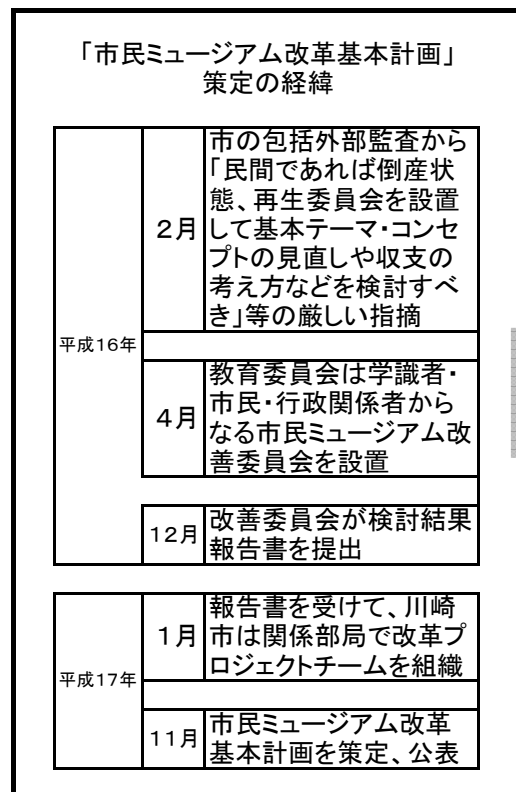 「市民ミュージアム改革基本計画」
策定の経緯
平成16年
2月
市の包括外部監査から
「民間であれば倒産状
態、再生委員会を設置
して基本テーマ・コンセ
プトの見直しや収支の
考え方などを検討すべ
き」等の厳しい指摘
4月
教育委員会は学識者・
市民・行政関係者から
なる市民ミュージアム改
善委員会を設置
12月
改善委員会が検討結果
報告書を提出
平成17年
1月
報告書を受けて、川崎
市は関係部局で改革プ
ロジェクトチームを組織
11月
市民ミュージアム改革
基本計画を策定、公表